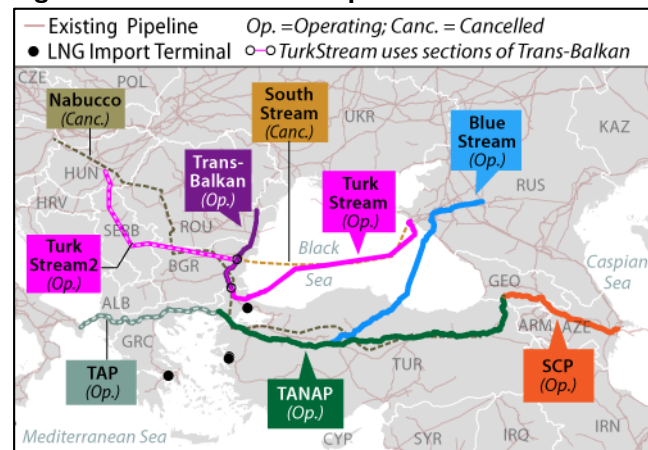 Existing Pipeline
Op. =Operating; Canc. = Cancelled
LNG Import Terminal
TurkStream uses sections of Trans-Balkan
CZE
POL
Nabucco
(Canc.)
South
Stream
(Canc.)
UKR
Blue
Stream
(Op.)
KAZ
HUN
Trans-
Balkan
(Op.)
Turk
Stream
(Op.)
RUS
HRV
ROU
SERB
Turk
Stream2
(Op.)
BGR
Black
Sea
Caspian
Sea
ALB
GEO
GRC
ARM
AZE
TAP
(Op.)
TANAP
(Op.)
TUR
SCP
(Op.)
Mediterranean Sea
CYP
SYR
IRQ
IRN